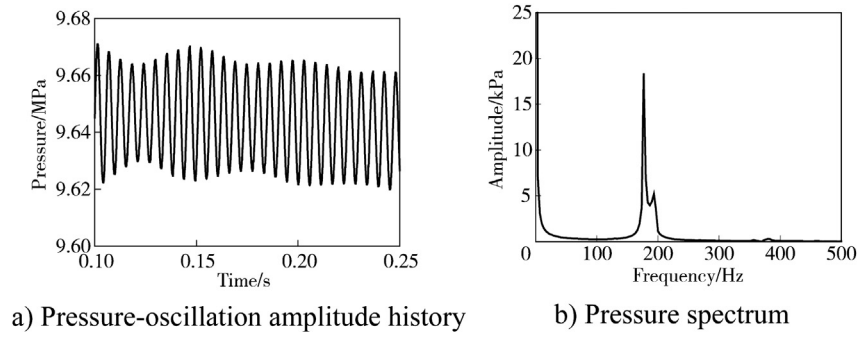 9.68
9.66
9.64
9.62
9.60
Pressure/MPa
0.10 0.15 0.20 0.25
Time/s
a) Pressure-oscillation amplitude history
25
20
15
10
5
Amplitude/kPa
0 100 200 300 400 500
Frequency/Hz
b) Pressure spectrum